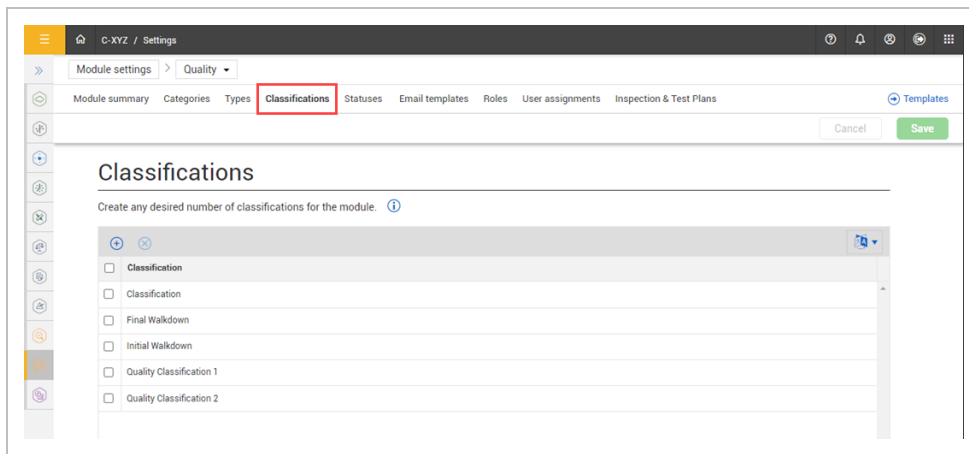 C-XYZ / Settings
Module settings > Quality
Module summary Categories Types Classifications Statuses Email templates Roles User assignments Inspection & Test Plans Templates
Cancel Save
Classifications
Create any desired number of classifications for the module.
Classification
Classification
Final Walkdown
Initial Walkdown
Quality Classification 1
Quality Classification 2